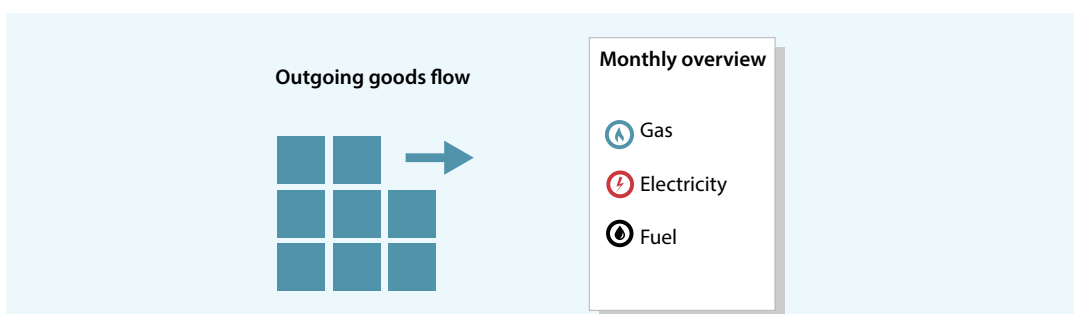 Outgoing goods flow
Monthly overview
Gas
Electricity
Fuel